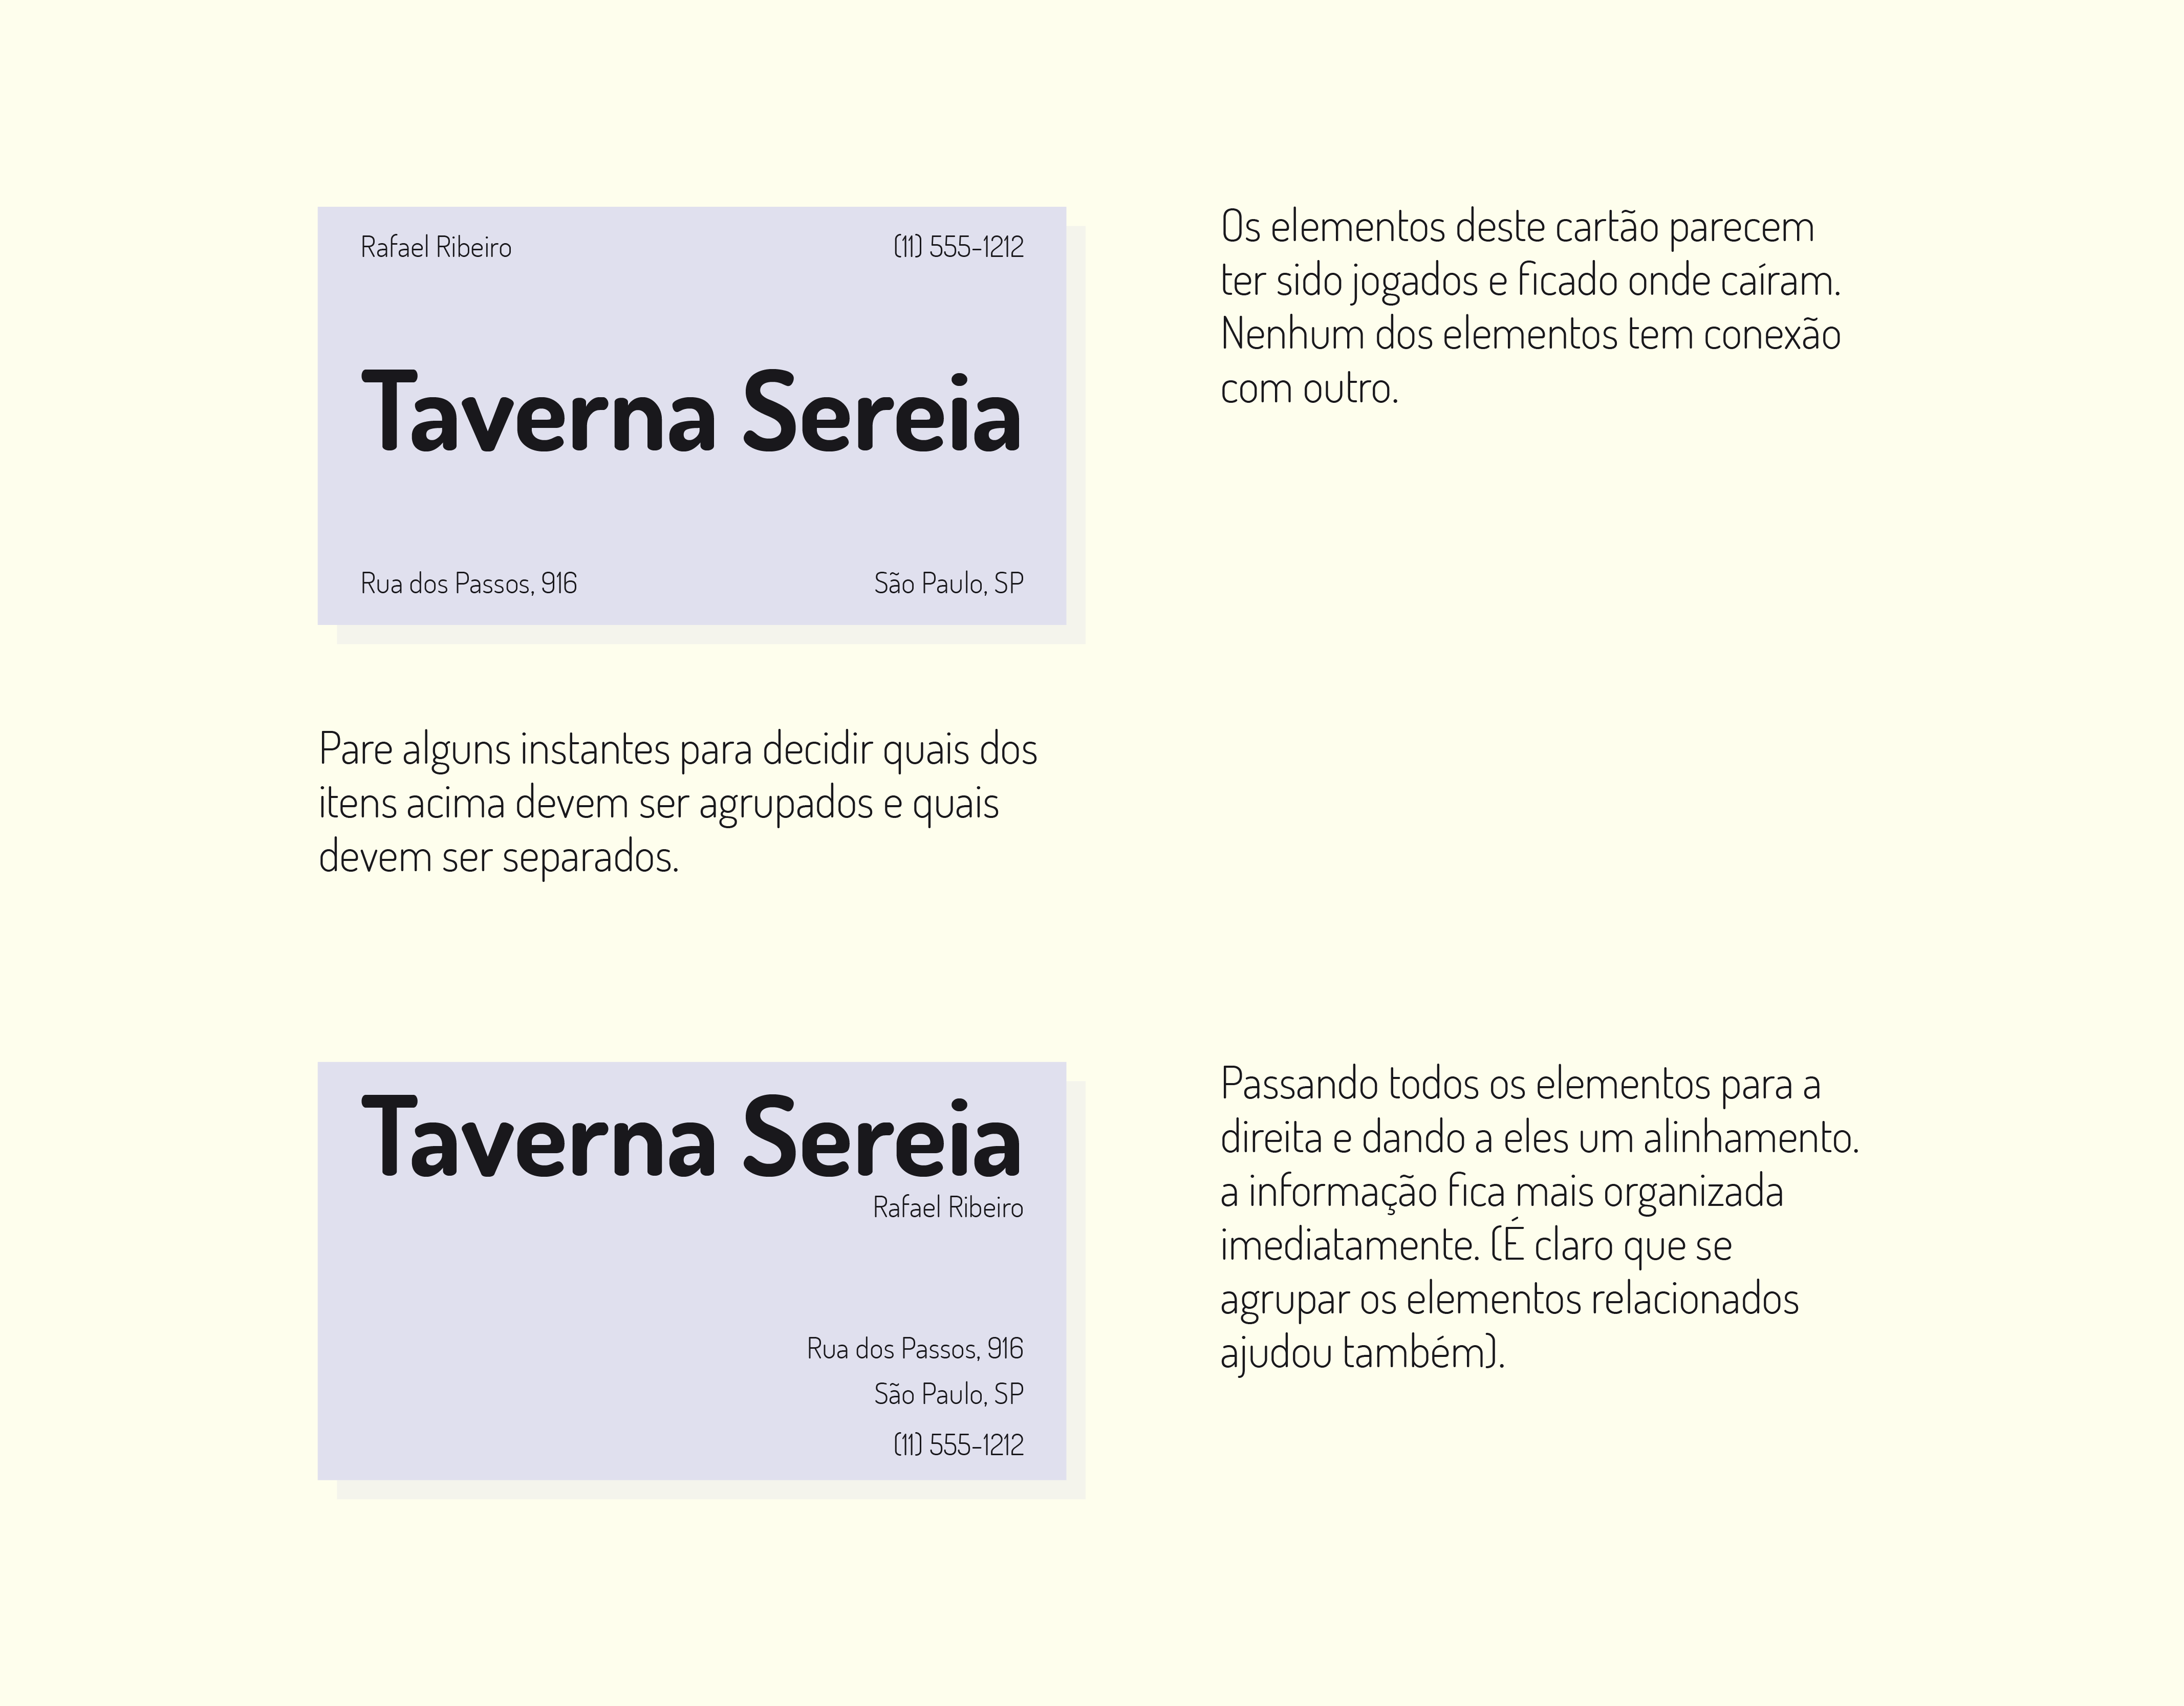 Rafael Ribeiro
(11) 555-1212
Taverna Sereia
Rua dos Passos, 916
São Paulo, SP
Os elementos deste cartão parecem
ter sido jogados e ficado onde caíram.
Nenhum dos elementos tem conexão
com outro.
Pare alguns instantes para decidir quais dos
itens acima devem ser agrupados e quais
devem ser separados.
Taverna Sereia
Rafael Ribeiro
Rua dos Passos, 916
São Paulo, SP
(11) 555-1212
Passando todos os elementos para a
direita e dando a eles um alinhamento.
a informação fica mais organizada
imediatamente. (É claro que se
agrupar os elementos relacionados
ajudou também).